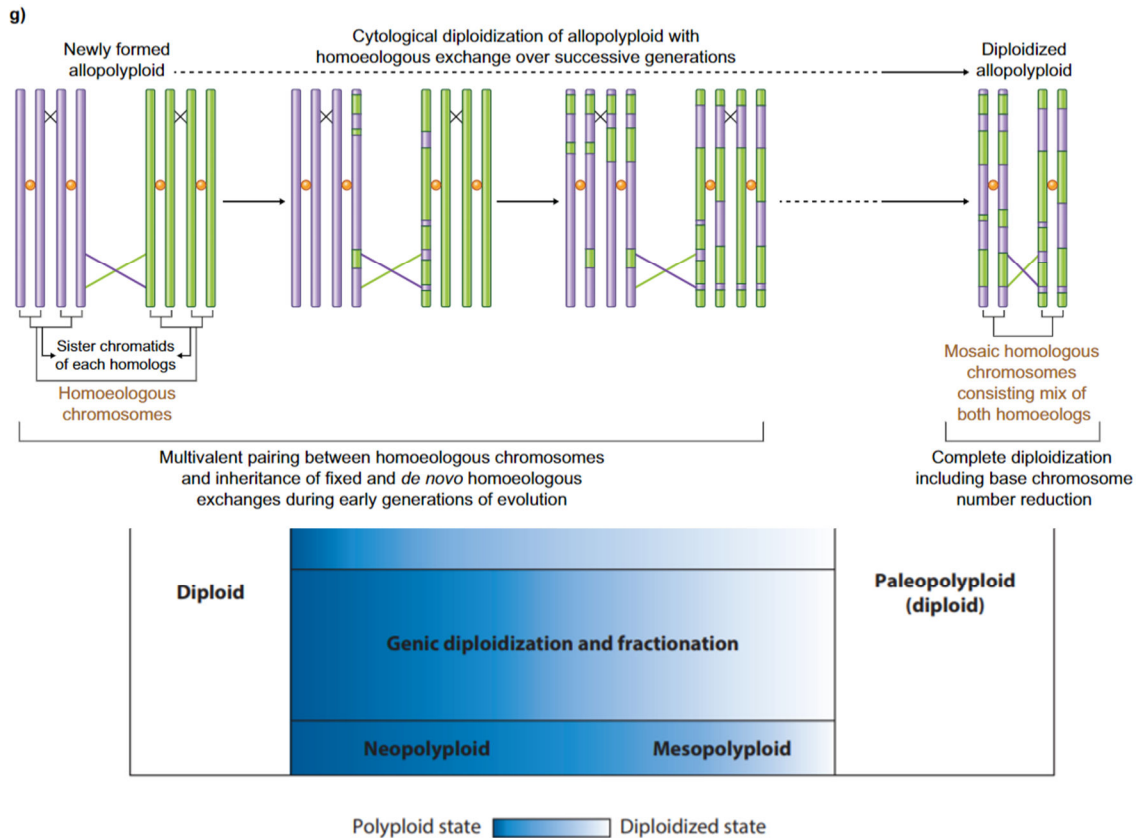 g)
Newly formed
allopolyploid
Cytological diploidization of allopolyploid with
homoeologous exchange over successive generations
Diploidized
allopolyploid
Sister chromatids
of each homologs
Homoeologous
chromosomes
Mosaic homologous
chromosomes
consisting mix of
both homoeologs
Multivalent pairing between homoeologous chromosomes
and inheritance of fixed and de novo homoeologous
exchanges during early generations of evolution
Complete diploidization
including base chromosome
number reduction
Diploid
Genic diploidization and fractionation
Paleopolyploid
(diploid)
Neopolyploid
Mesopolyploid
Polyploid state
Diploidized state